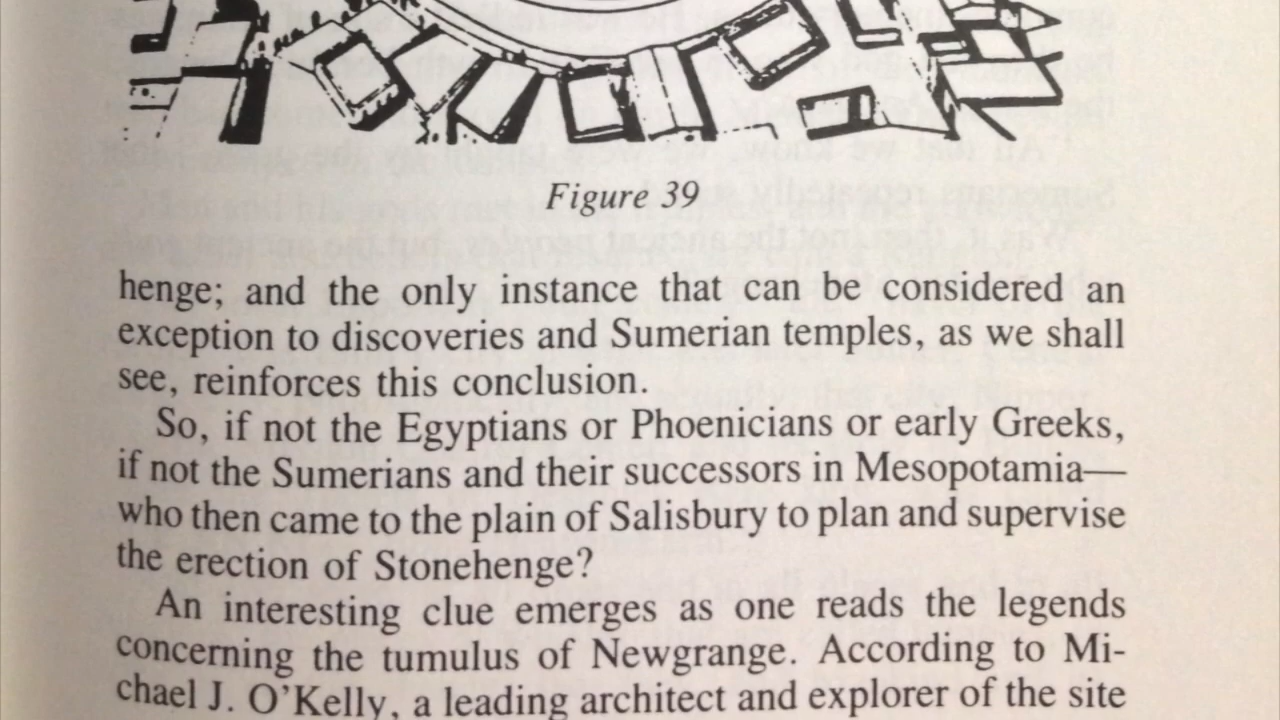 Figure 39
henge; and the only instance that can be considered an
exception to discoveries and Sumerian temples, as we shall
see, reinforces this conclusion.
So, if not the Egyptians or Phoenicians or early Greeks,
if not the Sumerians and their successors in Mesopotamia—
who then came to the plain of Salisbury to plan and supervise
the erection of Stonehenge?
An interesting clue emerges as one reads the legends
concerning the tumulus of Newgrange. According to Mi-
chael J. O'Kelly, a leading architect and explorer of the site